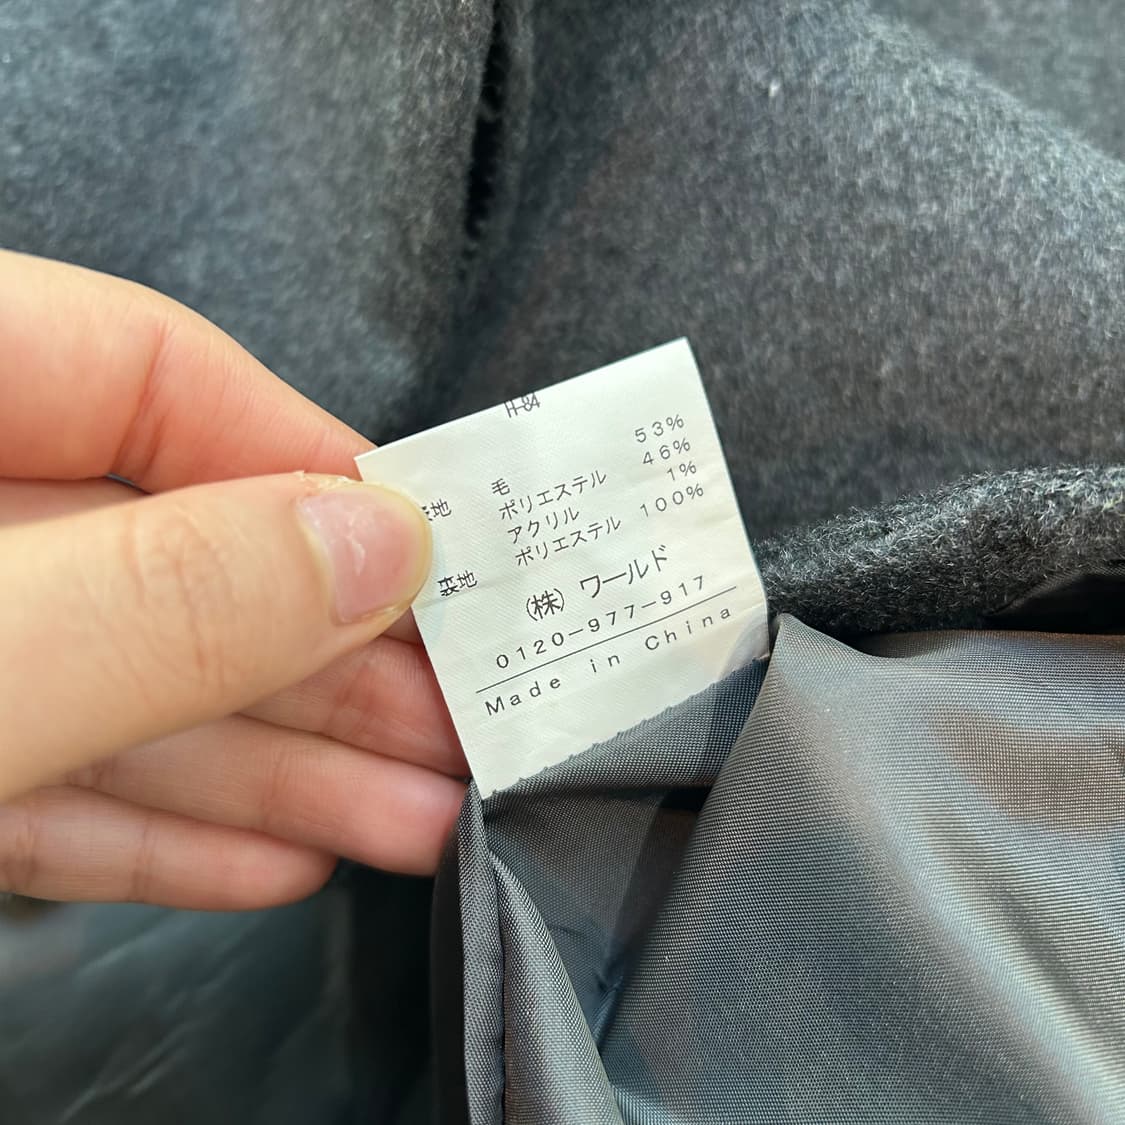 H-84
表地 毛 53%
ポリエステル 46%
アクリル 1%
裏地 ポリエステル 100%
(株) ワールド
0120-977-917
Made in China